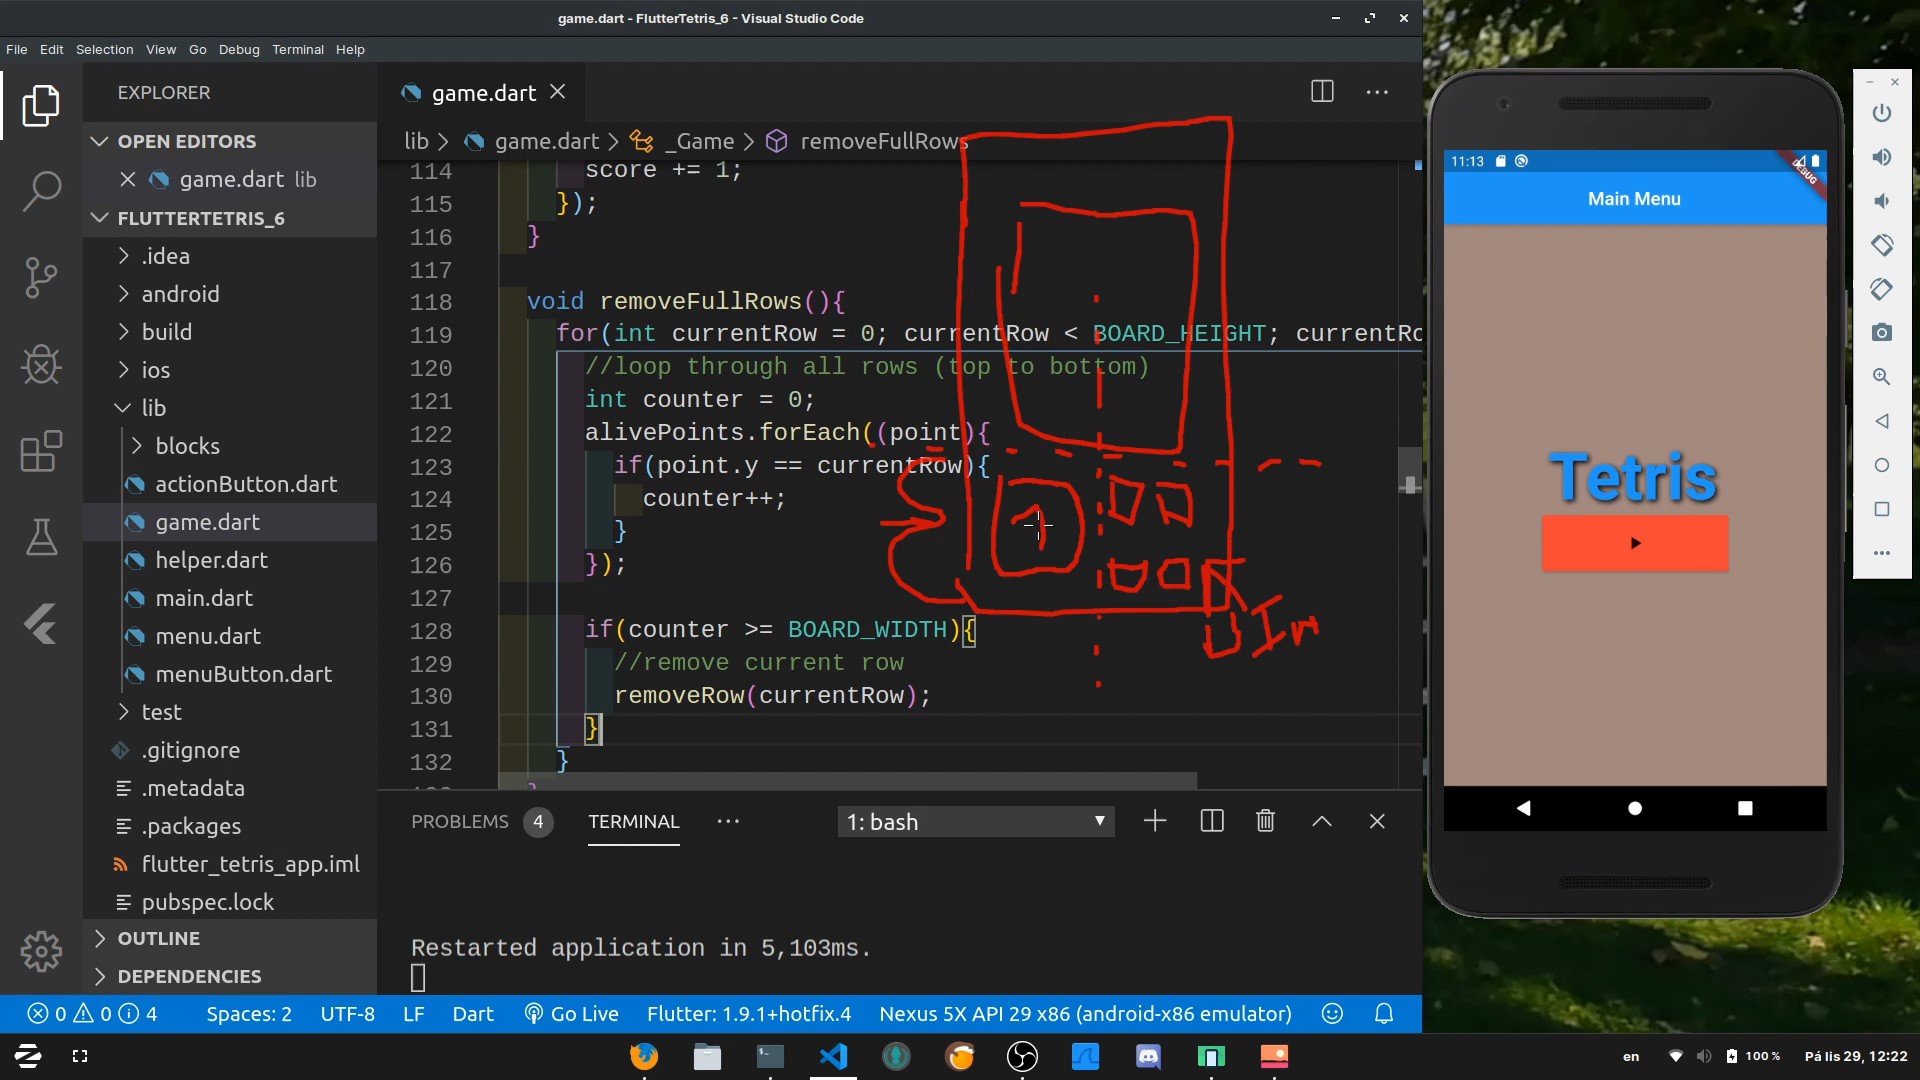 game.dart - FlutterTetris_6 - Visual Studio Code
File Edit Selection View Go Debug Terminal Help
EXPLORER
OPEN EDITORS
game.dart lib
FLUTTERTETRIS_6
.idea
android
build
ios
lib
blocks
actionButton.dart
game.dart
helper.dart
main.dart
menu.dart
menuButton.dart
test
.gitignore
.metadata
.packages
flutter_tetris_app.iml
pubspec.lock
OUTLINE
DEPENDENCIES
game.dart
lib > game.dart > _Game > removeFullRows
114 score += 1;
115 });
116 }
117
118 void removeFullRows(){
119 for(int currentRow = 0; currentRow < BOARD_HEIGHT; currentRo
120 //loop through all rows (top to bottom)
121 int counter = 0;
122 alivePoints.forEach((point){
123 if(point.y == currentRow){
124 counter++;
125 }
126 });
127
128 if(counter >= BOARD_WIDTH){
129 //remove current row
130 removeRow(currentRow);
131 }
132 }
PROBLEMS 4 TERMINAL 1: bash
Restarted application in 5,103ms.
0 0 4 Spaces: 2 UTF-8 LF Dart Go Live Flutter: 1.9.1+hotfix.4 Nexus 5X API 29 x86 (android-x86 emulator)
11:13
DEBUG
Main Menu
Tetris
en 100 % Pá lis 29, 12:22